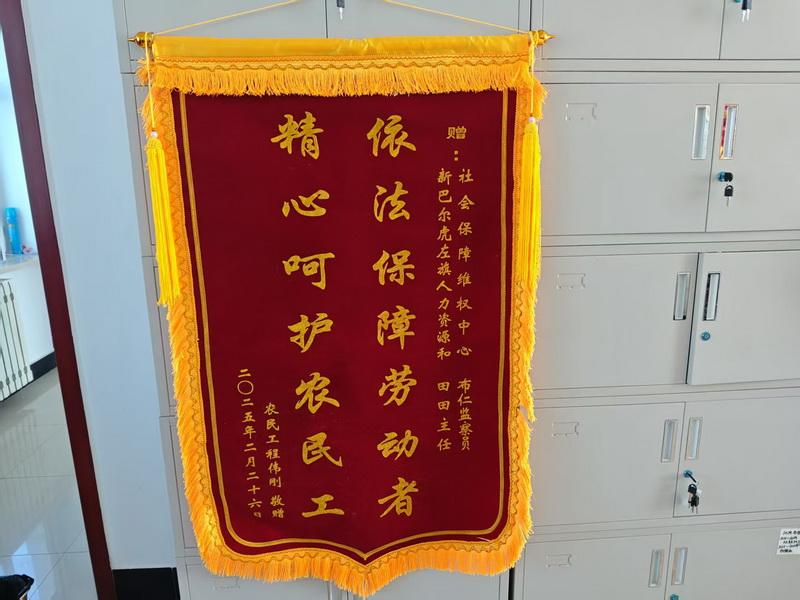 赠：
新巴尔虎左旗人力资源和 田田主任
社会保障维权中心 布仁监察员
依法保障劳动者
精心呵护农民工
农民工程伟刚 敬赠
二〇二五年二月二十六日